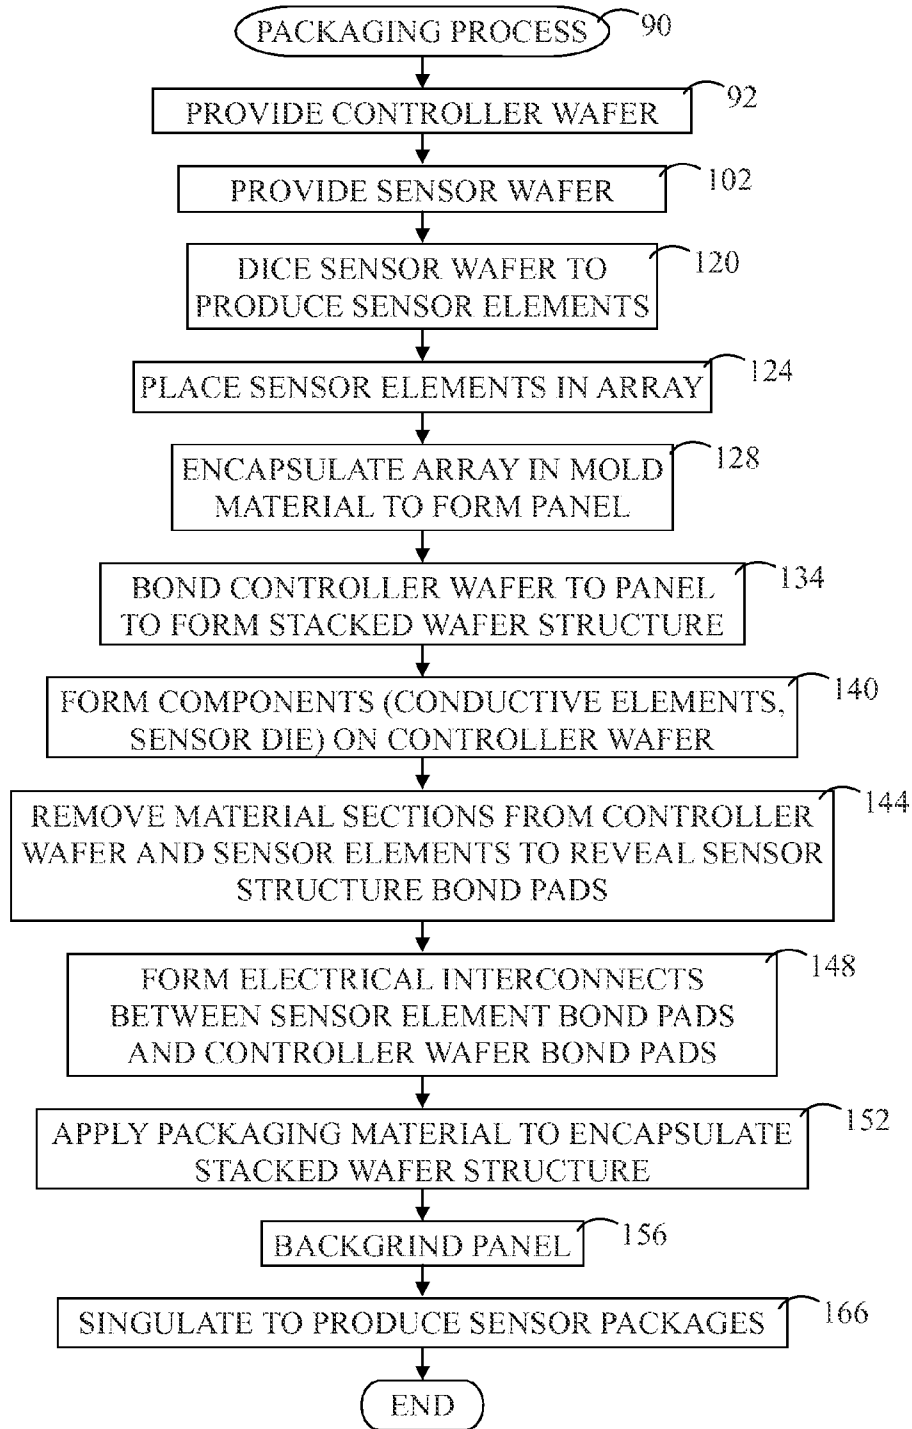 PACKAGING PROCESS
90
PROVIDE CONTROLLER WAFER
92
PROVIDE SENSOR WAFER
102
DICE SENSOR WAFER TO
PRODUCE SENSOR ELEMENTS
120
PLACE SENSOR ELEMENTS IN ARRAY
124
ENCAPSULATE ARRAY IN MOLD
MATERIAL TO FORM PANEL
128
BOND CONTROLLER WAFER TO PANEL
TO FORM STACKED WAFER STRUCTURE
134
FORM COMPONENTS (CONDUCTIVE ELEMENTS,
SENSOR DIE) ON CONTROLLER WAFER
140
REMOVE MATERIAL SECTIONS FROM CONTROLLER
WAFER AND SENSOR ELEMENTS TO REVEAL SENSOR
STRUCTURE BOND PADS
144
FORM ELECTRICAL INTERCONNECTS
BETWEEN SENSOR ELEMENT BOND PADS
AND CONTROLLER WAFER BOND PADS
148
APPLY PACKAGING MATERIAL TO ENCAPSULATE
STACKED WAFER STRUCTURE
152
BACKGRIND PANEL
156
SINGULATE TO PRODUCE SENSOR PACKAGES
166
END